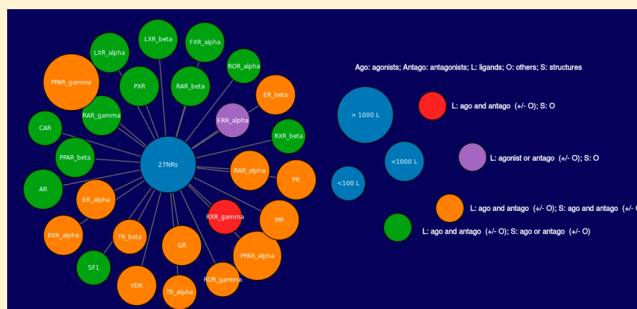 LXR_beta
FXR_alpha
LXR_alpha
ROR_alpha
PPAR_gamma
PXR
RAR_beta
ER_beta
RAR_gamma
ERR_alpha
CAR
RXR_beta
PPAR_beta
27NRs
RAR_alpha
PR
AR
ER_alpha
RXR_gamma
MR
RXR_alpha
TR_beta
GR
PPAR_alpha
SF1
VDR
TR_alpha
ROR_gamma
Ago: agonists; Antago: antagonists; L: ligands; O: others; S: structures
> 1000 L
L: ago and antago (+/- O); S: O
<1000 L
L: agonist or antago (+/- O); S: O
<100 L
L: ago and antago (+/- O); S: ago and antago (+/- O
L: ago and antago (+/- O); S: ago or antago (+/- O)